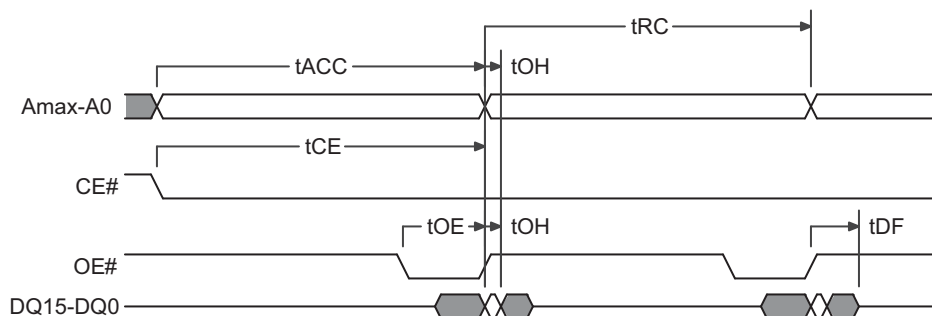 tRC
tACC
tOH
Amax-A0
tCE
CE#
tOE
tOH
tDF
OE#
DQ15-DQ0